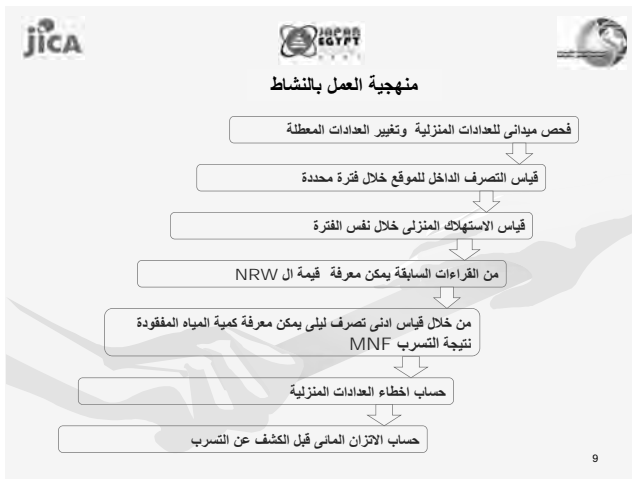 jICA
JAPAN
EGYPT
منهجية العمل بالنشاط
فحص ميدانى للعدادات المنزلية وتغيير العدادات المعطلة
قياس التصرف الداخل للموقع خلال فترة محددة
قياس الاستهلاك المنزلى خلال نفس الفترة
من القراءات السابقة يمكن معرفة قيمة ال NRW
من خلال قياس ادنى تصرف ليلى يمكن معرفة كمية المياه المفقودة
نتيجة التسرب MNF
حساب اخطاء العدادات المنزلية
حساب الاتزان المائى قبل الكشف عن التسرب
9